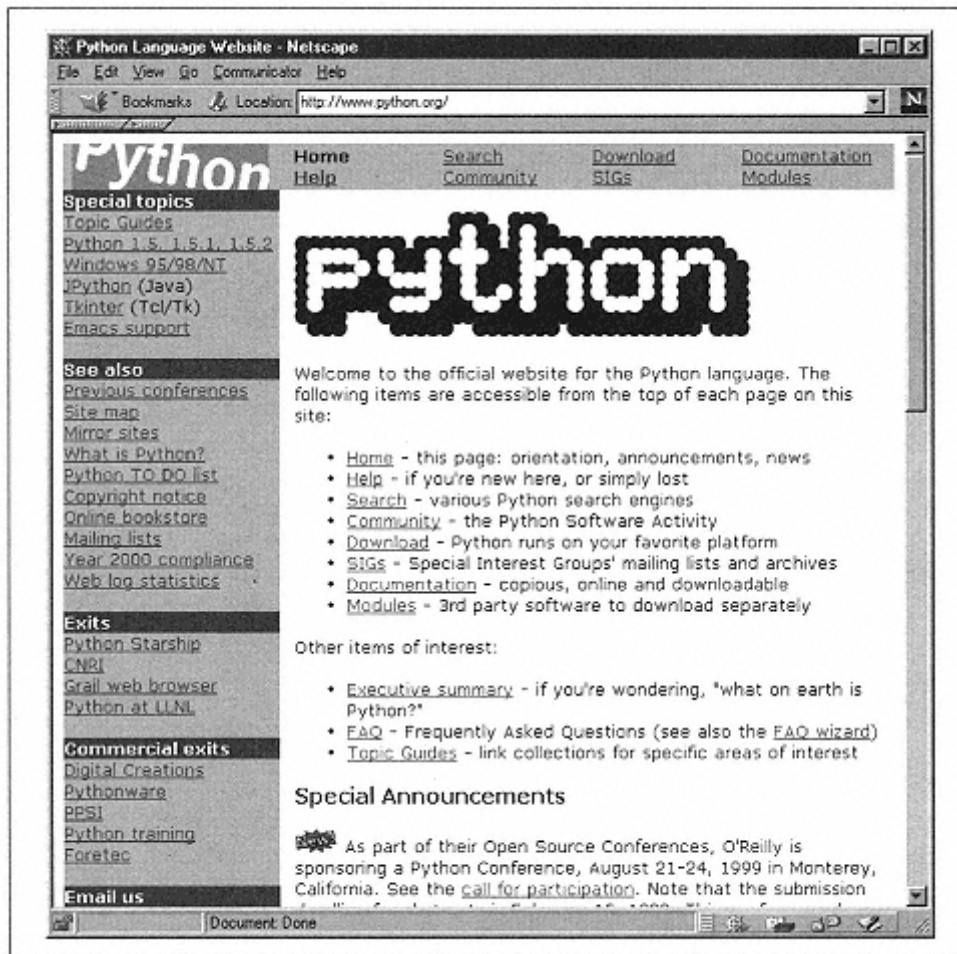 Python Language Website - Netscape
File Edit View Go Communicator Help
Bookmarks Location: http://www.python.org/
Python
Home Search Download Documentation
Help Community SIGs Modules
Special topics
Topic Guides
Python 1.5, 1.5.1, 1.5.2
Windows 95/98/NT
JPython (Java)
Tkinter (Tcl/Tk)
Emacs support
See also
Previous conferences
Site map
Mirror sites
What is Python?
Python TO DO list
Copyright notice
Online bookstore
Mailing lists
Year 2000 compliance
Web log statistics
Exits
Python Starship
CNRI
Grail web browser
Python at LLNL
Commercial exits
Digital Creations
Pythonware
PPSI
Python training
Foretec
Email us
python
Welcome to the official website for the Python language. The
following items are accessible from the top of each page on this
site:
• Home - this page: orientation, announcements, news
• Help - if you're new here, or simply lost
• Search - various Python search engines
• Community - the Python Software Activity
• Download - Python runs on your favorite platform
• SIGs - Special Interest Groups' mailing lists and archives
• Documentation - copious, online and downloadable
• Modules - 3rd party software to download separately
Other items of interest:
• Executive summary - if you're wondering, "what on earth is
Python?"
• FAQ - Frequently Asked Questions (see also the FAQ wizard)
• Topic Guides - link collections for specific areas of interest
Special Announcements
As part of their Open Source Conferences, O'Reilly is
sponsoring a Python Conference, August 21-24, 1999 in Monterey,
California. See the call for participation. Note that the submission
Document: Done